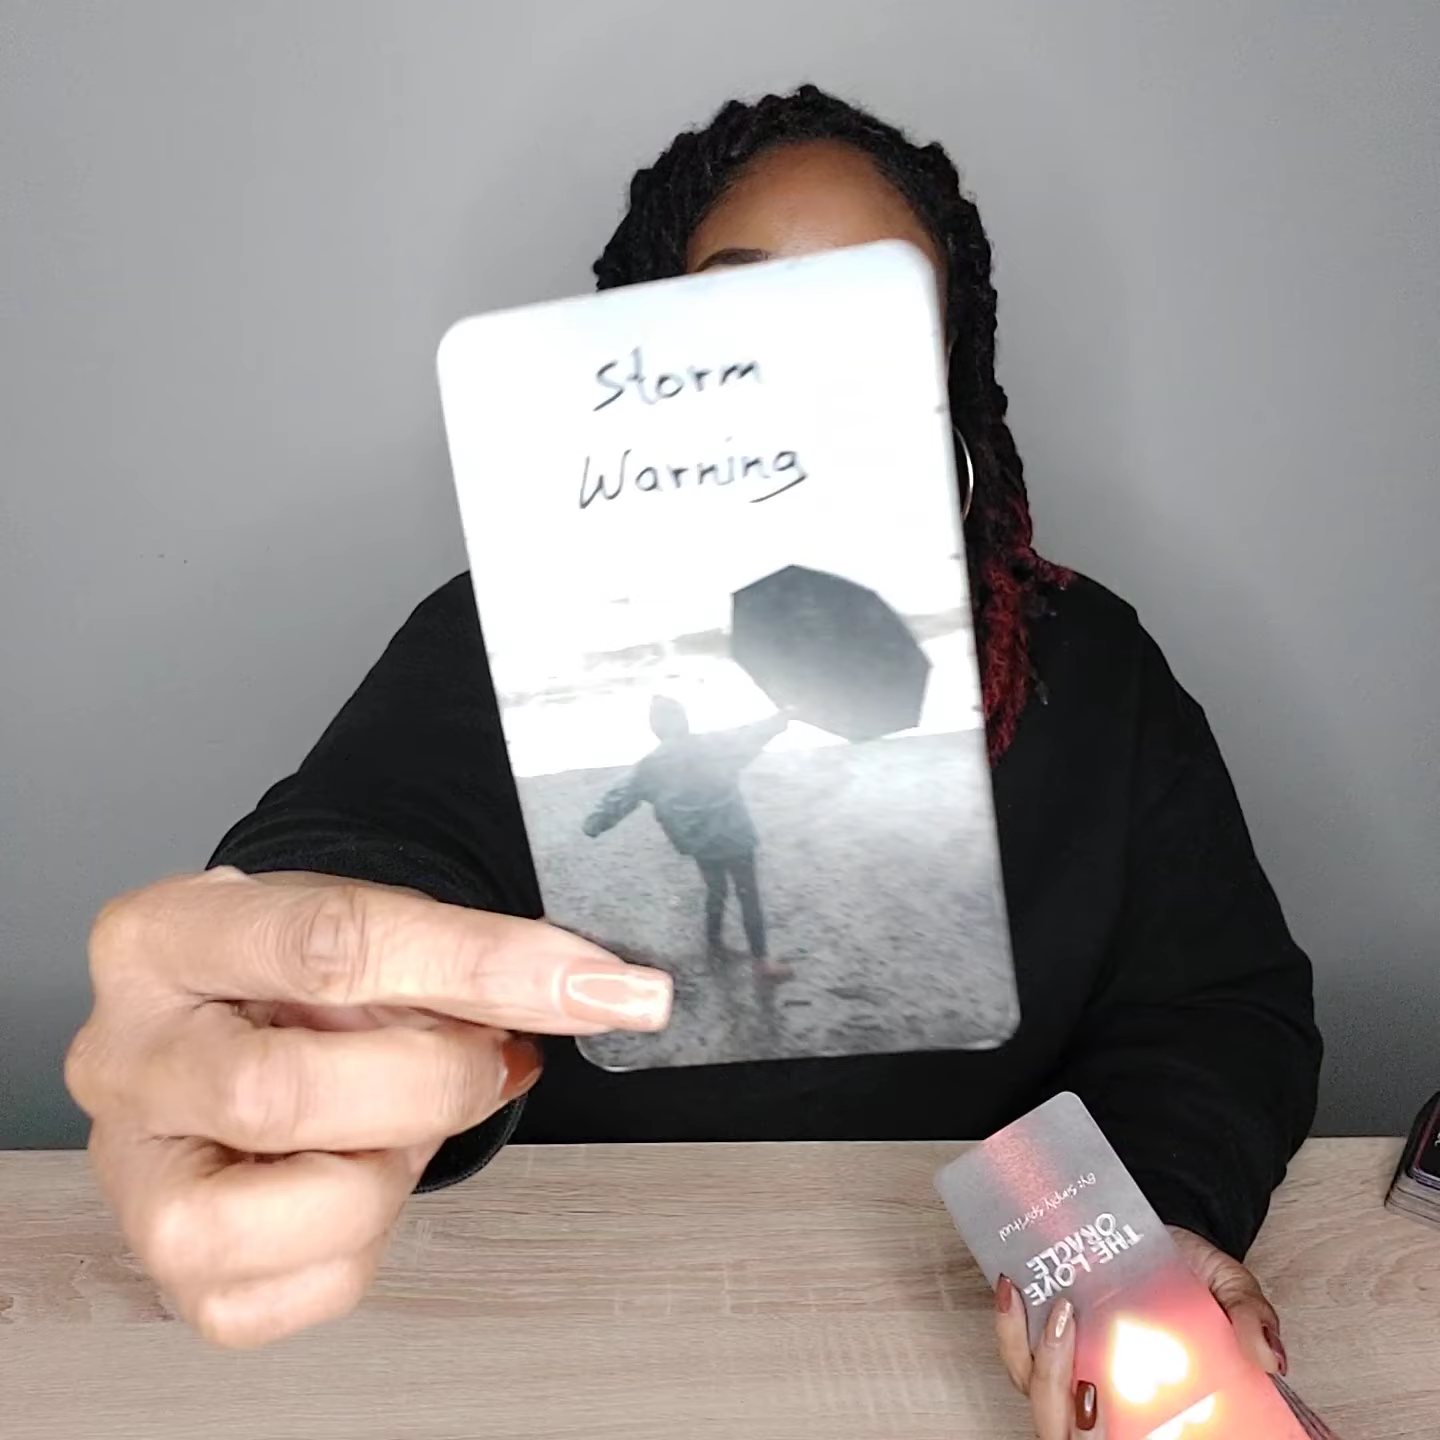 Storm
Warning
THE LOVE
ORACLE
By: Simply Spiritual